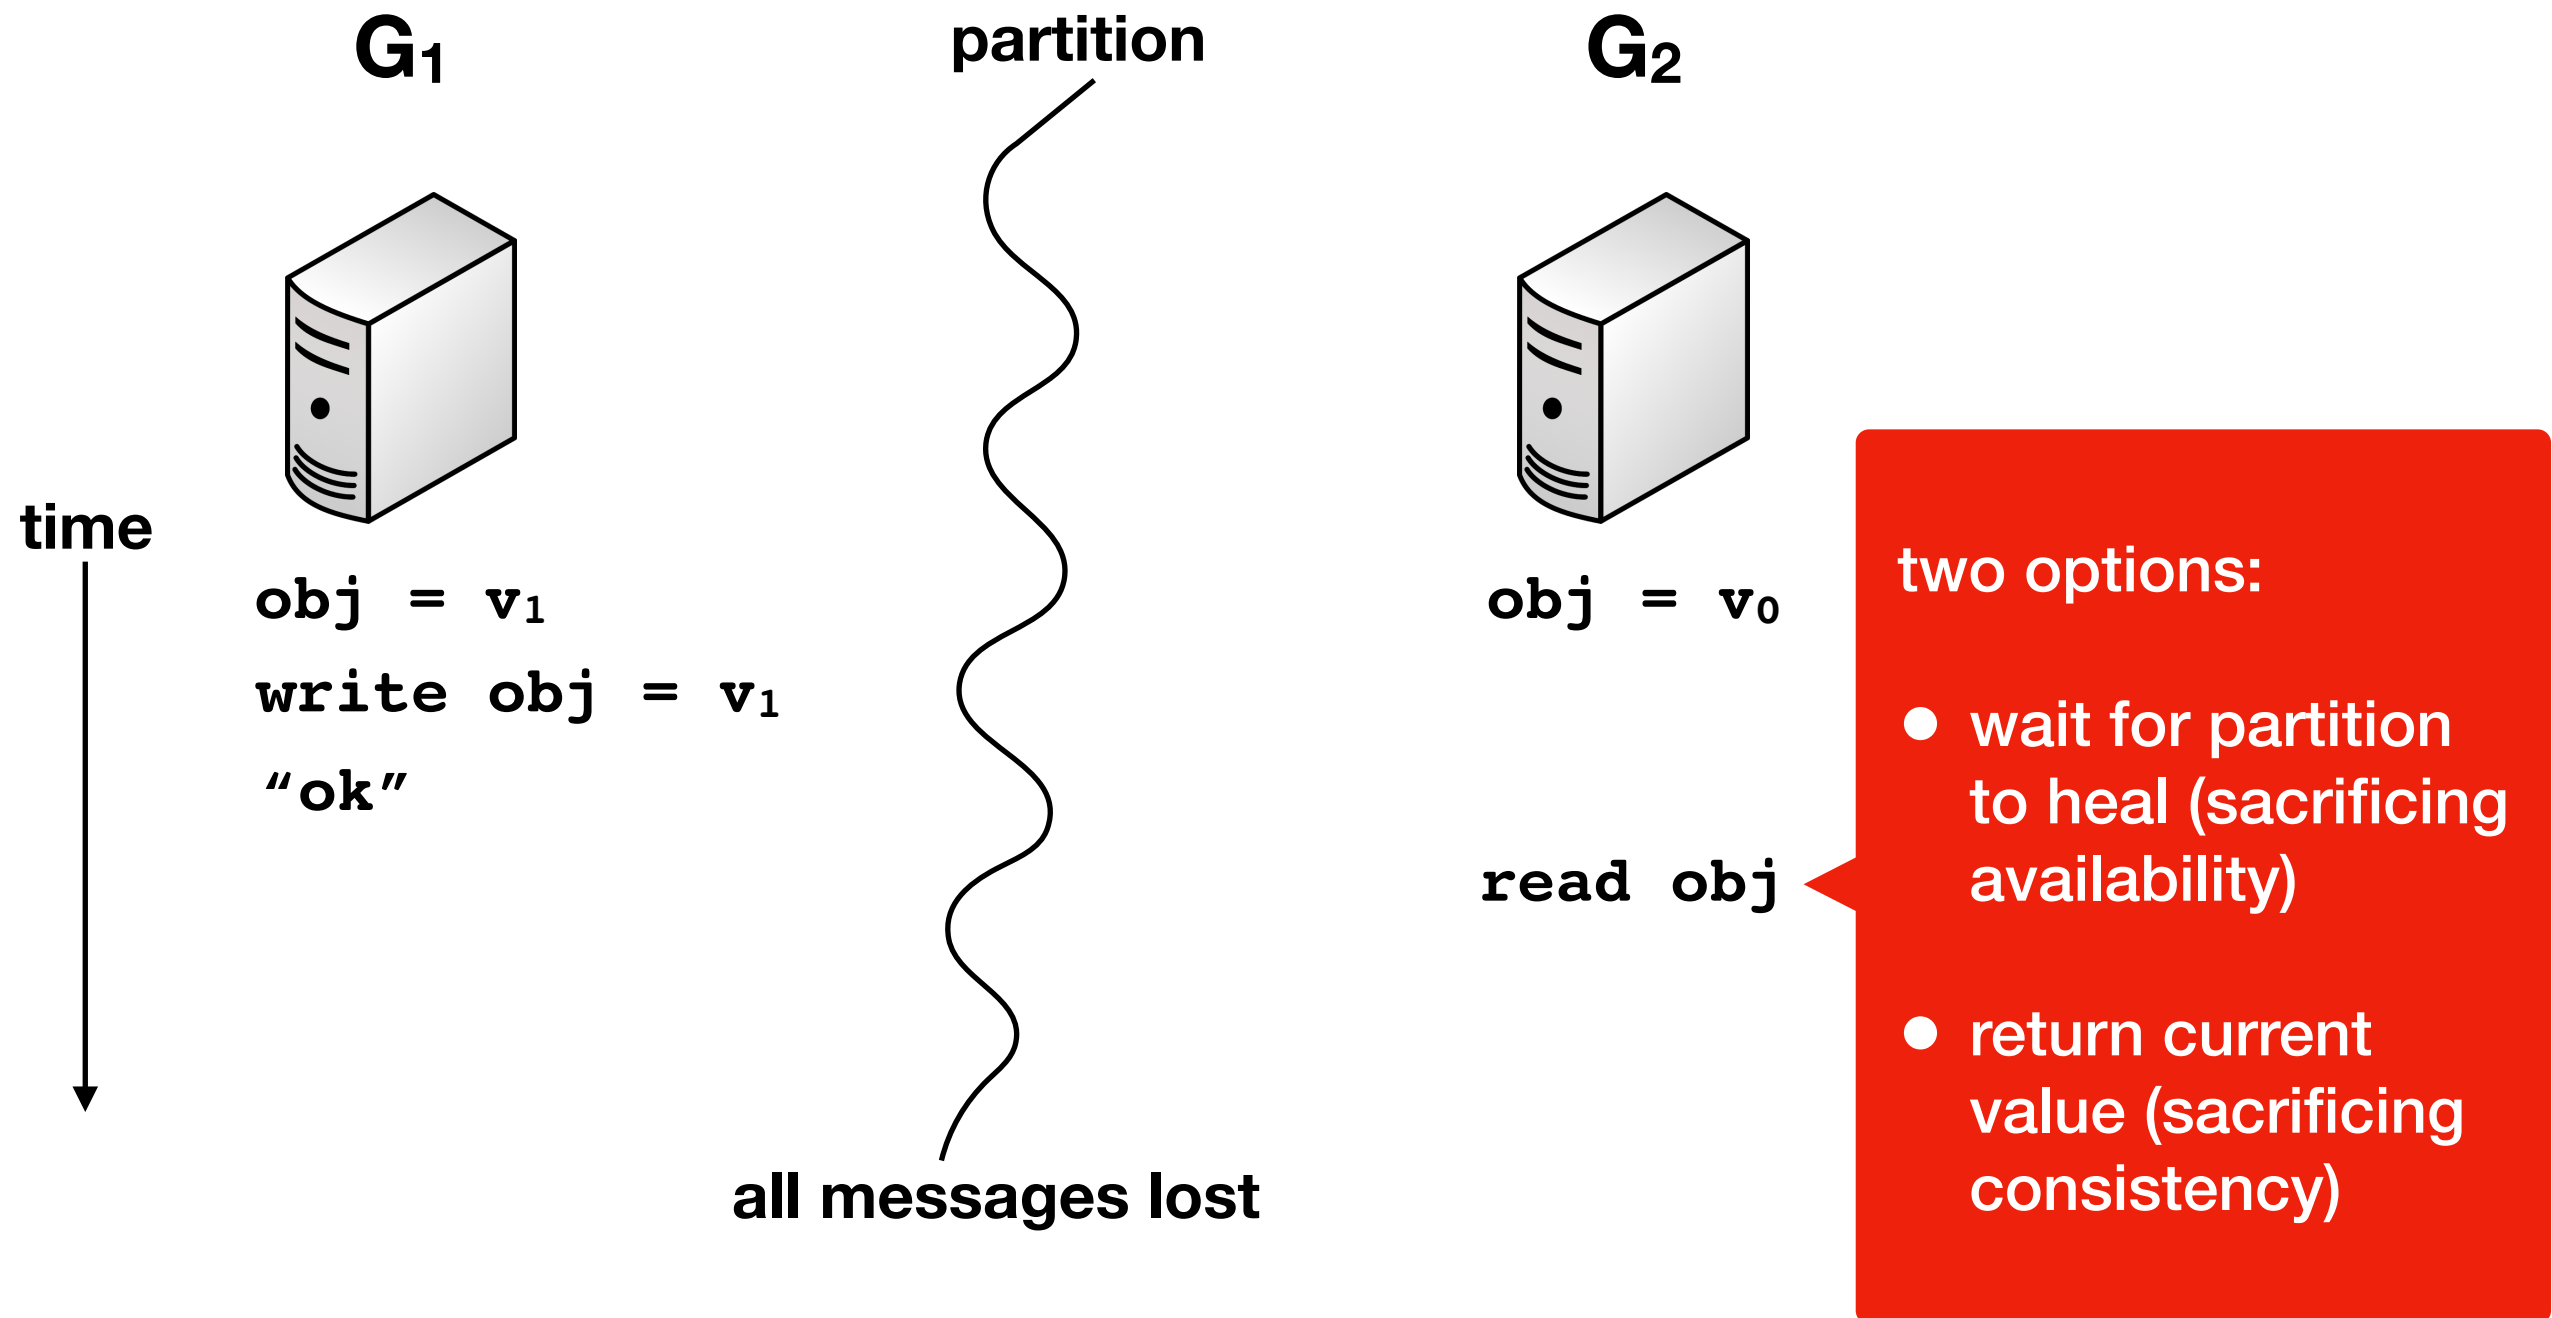 G₁
partition
G₂
time
obj = v₁
write obj = v₁
“ok”
all messages lost
obj = v₀
read obj
two options:
● wait for partition
to heal (sacrificing
availability)
● return current
value (sacrificing
consistency)